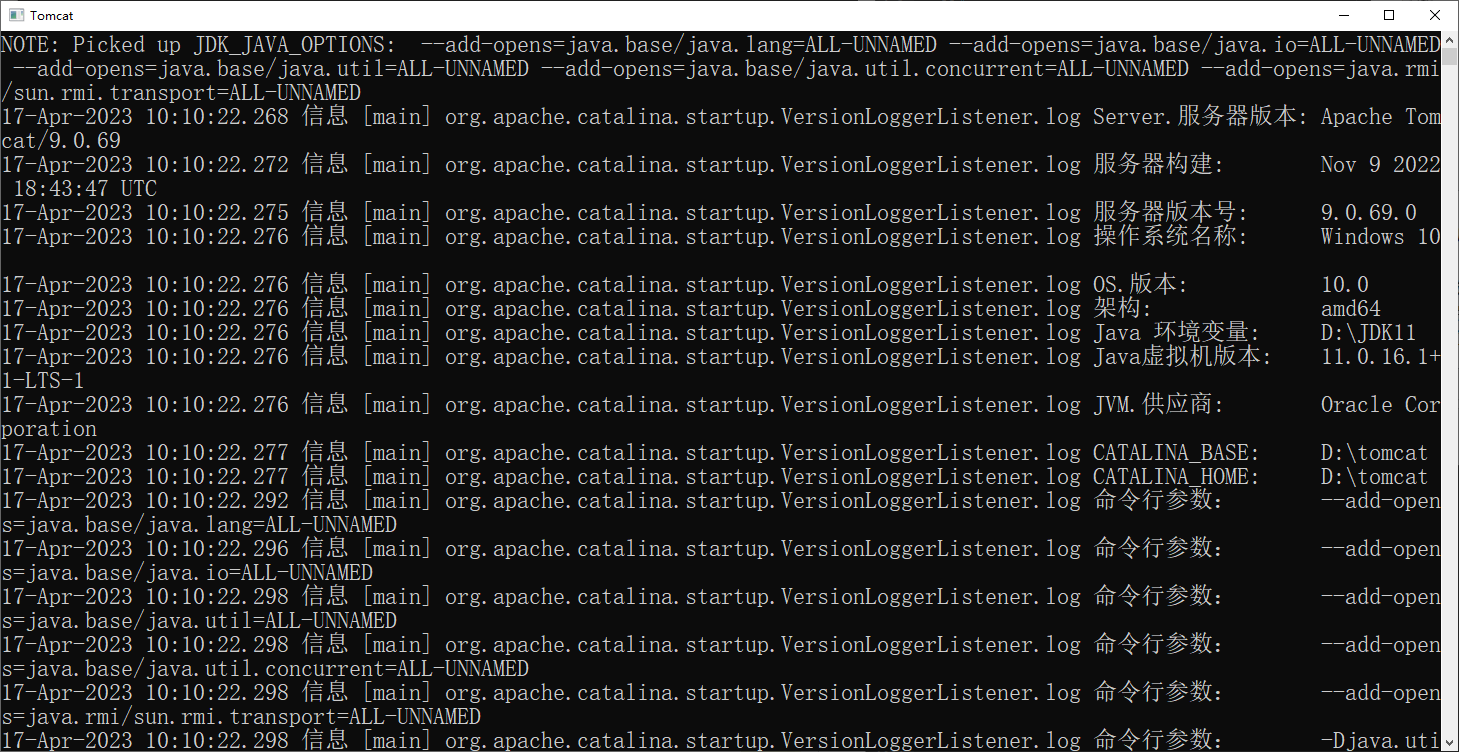 Tomcat
NOTE: Picked up JDK_JAVA_OPTIONS:  --add-opens=java.base/java.lang=ALL-UNNAMED --add-opens=java.base/java.io=ALL-UNNAMED
 --add-opens=java.base/java.util=ALL-UNNAMED --add-opens=java.base/java.util.concurrent=ALL-UNNAMED --add-opens=java.rmi
/sun.rmi.transport=ALL-UNNAMED
17-Apr-2023 10:10:22.268 信息 [main] org.apache.catalina.startup.VersionLoggerListener.log Server.服务器版本: Apache Tom
cat/9.0.69
17-Apr-2023 10:10:22.272 信息 [main] org.apache.catalina.startup.VersionLoggerListener.log 服务器构建:        Nov 9 2022
 18:43:47 UTC
17-Apr-2023 10:10:22.275 信息 [main] org.apache.catalina.startup.VersionLoggerListener.log 服务器版本号:      9.0.69.0
17-Apr-2023 10:10:22.276 信息 [main] org.apache.catalina.startup.VersionLoggerListener.log 操作系统名称:      Windows 10
17-Apr-2023 10:10:22.276 信息 [main] org.apache.catalina.startup.VersionLoggerListener.log OS.版本:           10.0
17-Apr-2023 10:10:22.276 信息 [main] org.apache.catalina.startup.VersionLoggerListener.log 架构:              amd64
17-Apr-2023 10:10:22.276 信息 [main] org.apache.catalina.startup.VersionLoggerListener.log Java 环境变量:     D:\JDK11
17-Apr-2023 10:10:22.276 信息 [main] org.apache.catalina.startup.VersionLoggerListener.log Java虚拟机版本:    11.0.16.1+
1-LTS-1
17-Apr-2023 10:10:22.276 信息 [main] org.apache.catalina.startup.VersionLoggerListener.log JVM.供应商:        Oracle Cor
poration
17-Apr-2023 10:10:22.277 信息 [main] org.apache.catalina.startup.VersionLoggerListener.log CATALINA_BASE:     D:\tomcat
17-Apr-2023 10:10:22.277 信息 [main] org.apache.catalina.startup.VersionLoggerListener.log CATALINA_HOME:     D:\tomcat
17-Apr-2023 10:10:22.292 信息 [main] org.apache.catalina.startup.VersionLoggerListener.log 命令行参数：       --add-open
s=java.base/java.lang=ALL-UNNAMED
17-Apr-2023 10:10:22.296 信息 [main] org.apache.catalina.startup.VersionLoggerListener.log 命令行参数：       --add-open
s=java.base/java.io=ALL-UNNAMED
17-Apr-2023 10:10:22.298 信息 [main] org.apache.catalina.startup.VersionLoggerListener.log 命令行参数：       --add-open
s=java.base/java.util=ALL-UNNAMED
17-Apr-2023 10:10:22.298 信息 [main] org.apache.catalina.startup.VersionLoggerListener.log 命令行参数：       --add-open
s=java.base/java.util.concurrent=ALL-UNNAMED
17-Apr-2023 10:10:22.298 信息 [main] org.apache.catalina.startup.VersionLoggerListener.log 命令行参数：       --add-open
s=java.rmi/sun.rmi.transport=ALL-UNNAMED
17-Apr-2023 10:10:22.298 信息 [main] org.apache.catalina.startup.VersionLoggerListener.log 命令行参数：       -Djava.uti